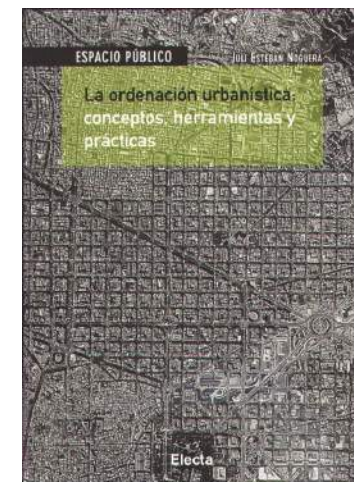 ESPACIO PÚBLICO
JULI ESTEBAN NOGUERA
La ordenación urbanística:
conceptos, herramientas y
prácticas
Electa